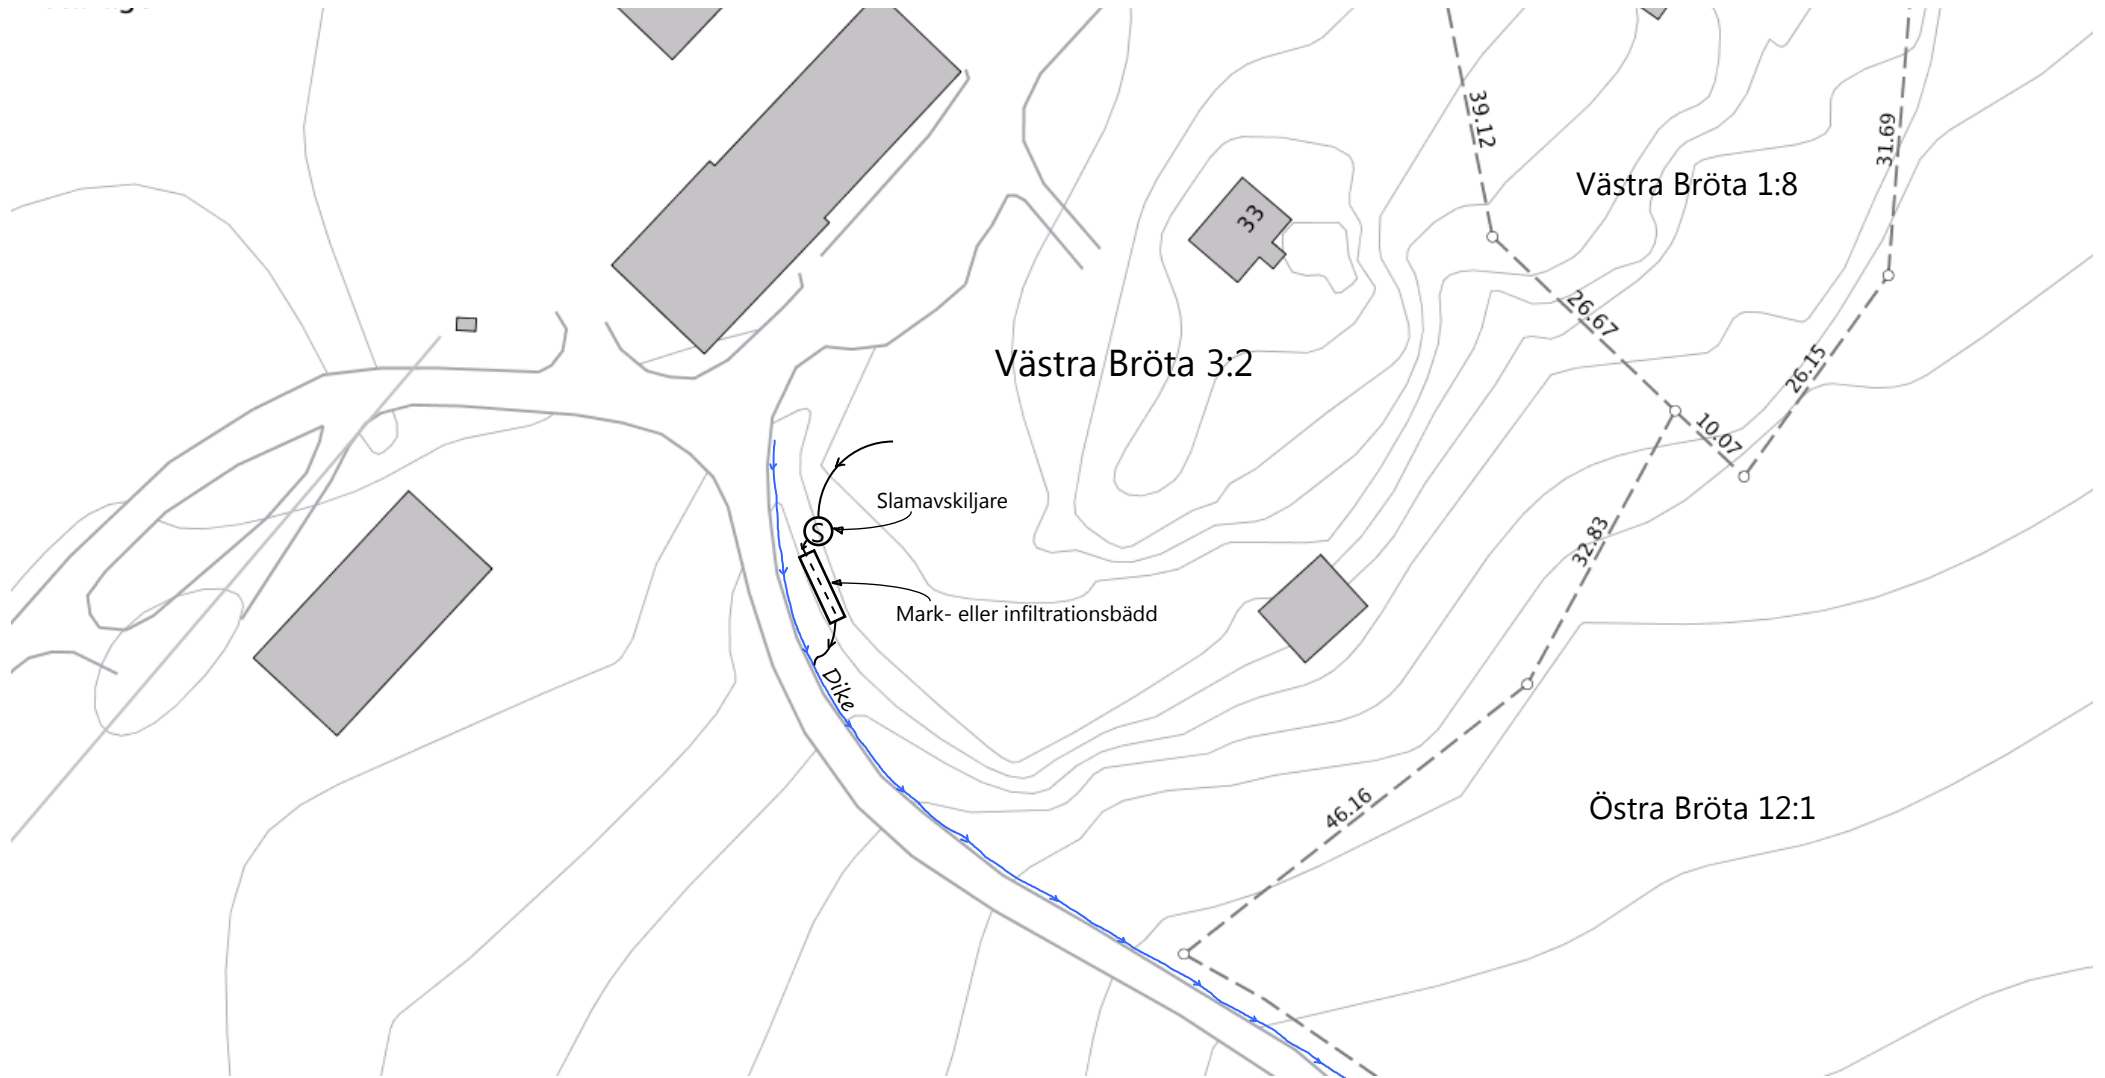 39.12
31.69
Västra Bröta 1:8
33
26.67
Västra Bröta 3:2
26.15
10.07
Slamavskiljare
S
32.83
Mark- eller infiltrationsbädd
Dike
46.16
Östra Bröta 12:1